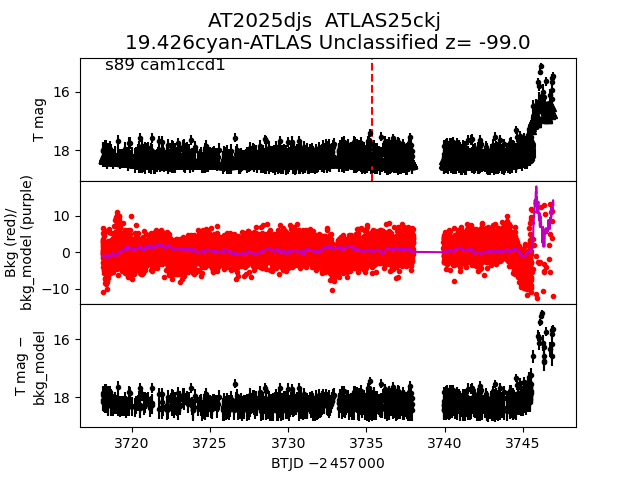 AT2025djs  ATLAS25ckj
19.426cyan-ATLAS Unclassified z= -99.0
s89 cam1ccd1
T mag
16
18
Bkg (red)/
bkg_model (purple)
10
0
−10
T mag −
bkg_model
16
18
3720 3725 3730 3735 3740 3745
BTJD −2 457 000